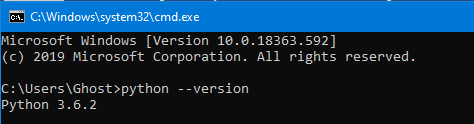 C:\Windows\system32\cmd.exe
Microsoft Windows [Version 10.0.18363.592]
(c) 2019 Microsoft Corporation. All rights reserved.
C:\Users\Ghost>python --version
Python 3.6.2